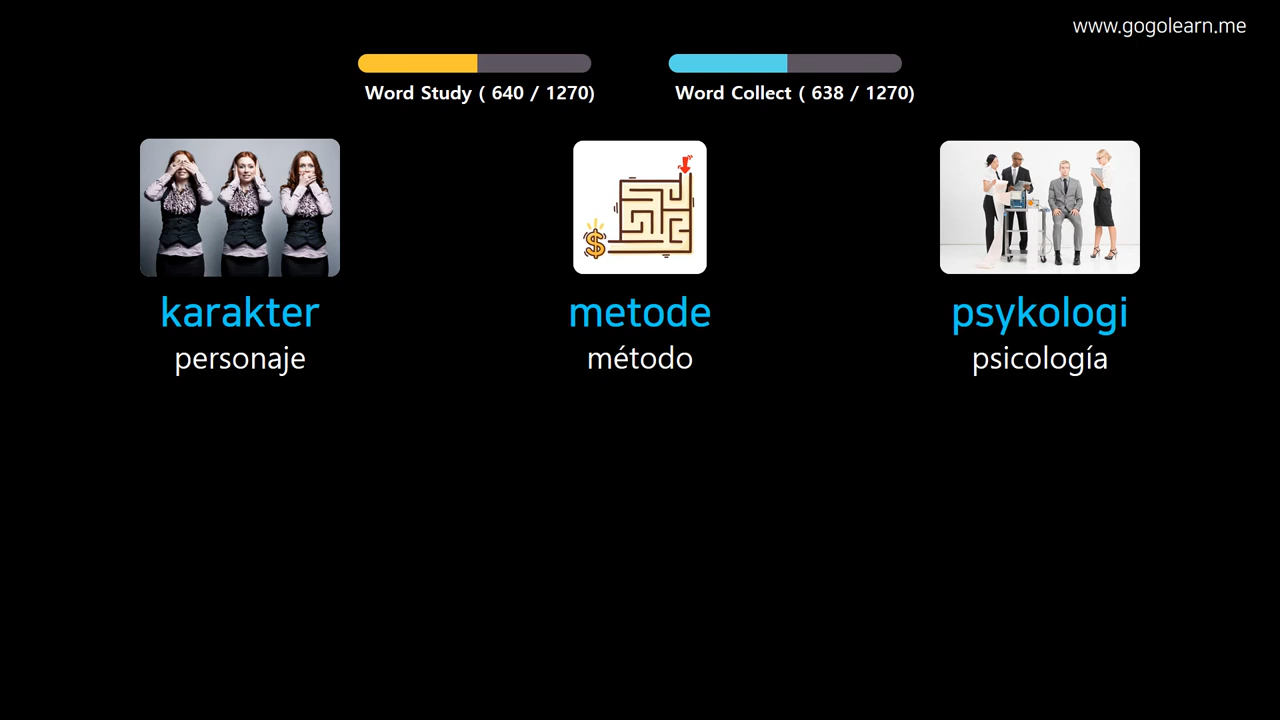 www.gogolearn.me
Word Study ( 640 / 1270)
Word Collect ( 638 / 1270)
karakter
personaje
metode
método
psykologi
psicología